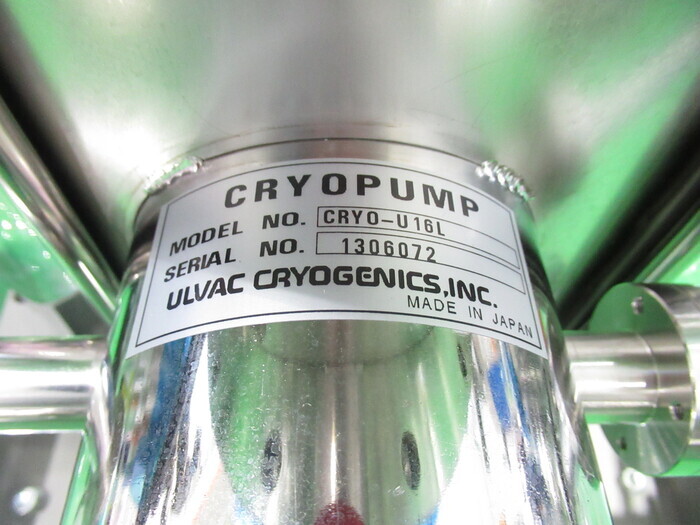 CRYOPUMP
MODEL NO. CRYO-U16L
SERIAL NO. 1306072
ULVAC CRYOGENICS,INC.
MADE IN JAPAN